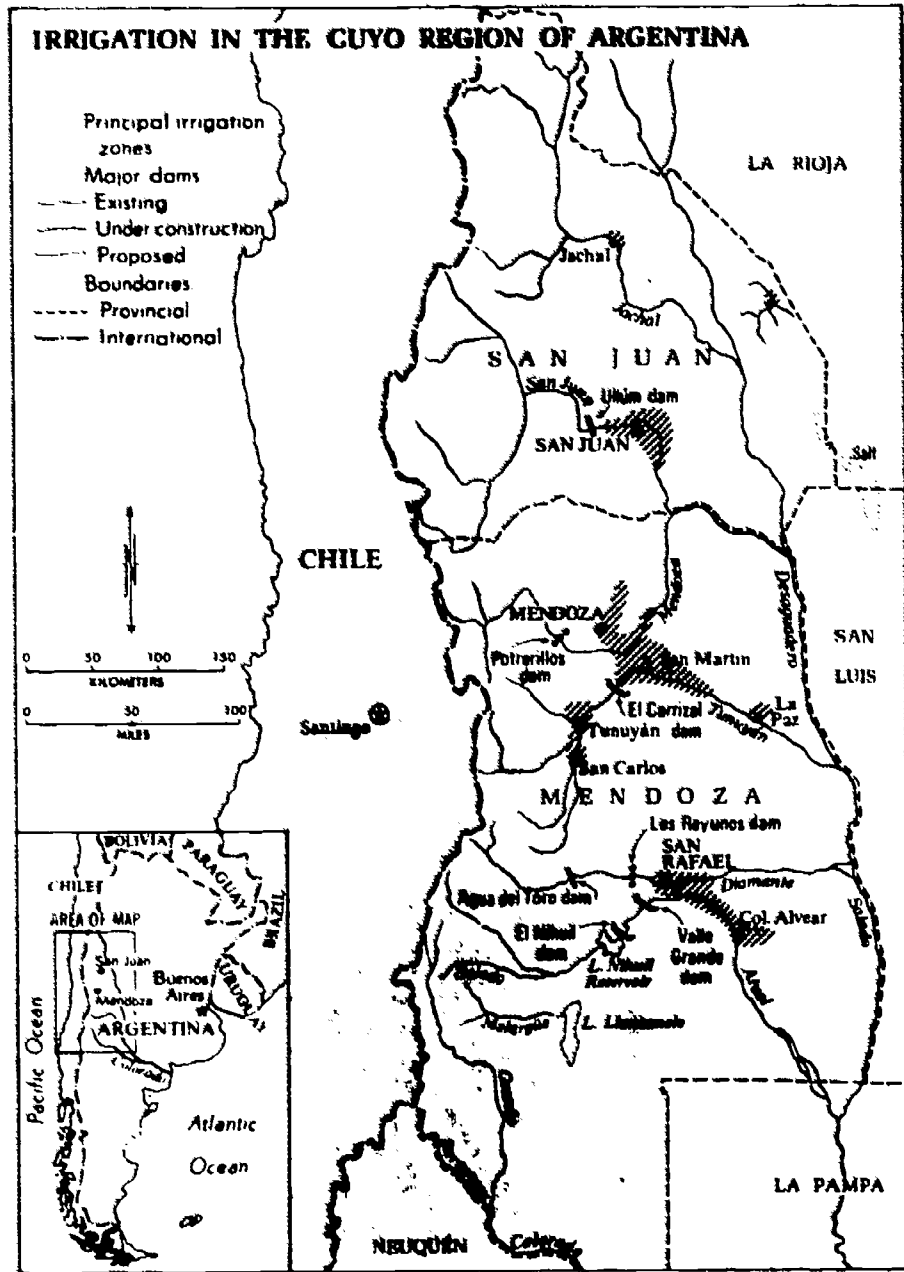 IRRIGATION IN THE CUYO REGION OF ARGENTINA
Principal irrigation
zones
Major dams
Existing
Under construction
Proposed
Boundaries
Provincial
International
LA RIOJA
Jachal
Jachal
SAN JUAN
San Juan
Ullum dam
SAN JUAN
Salt
CHILE
MENDOZA
Desaguadero
SAN
LUIS
Potrerillos
dam
San Martin
0 50 100 150
KILOMETERS
0 50 100
MILES
Santiago
El Carrizal
dam
Tunuyán
Tunuyán
La
Paz
San Carlos
MENDOZA
Los Reyunos dam
SAN
RAFAEL
Diamante
Agua del Toro dam
Col. Alvear
Salado
El Nihuil
dam
Valle
Grande
dam
L. Nihuil
Reservoir
Atuel
Malargüe
LA PAMPA
NEUQUEN
BOLIVIA
PARAGUAY
CHILE
BRAZIL
AREA OF MAP
San Juan
Buenos
Aires
URUGUAY
Mendoza
ARGENTINA
Pacific Ocean
Atlantic
Ocean